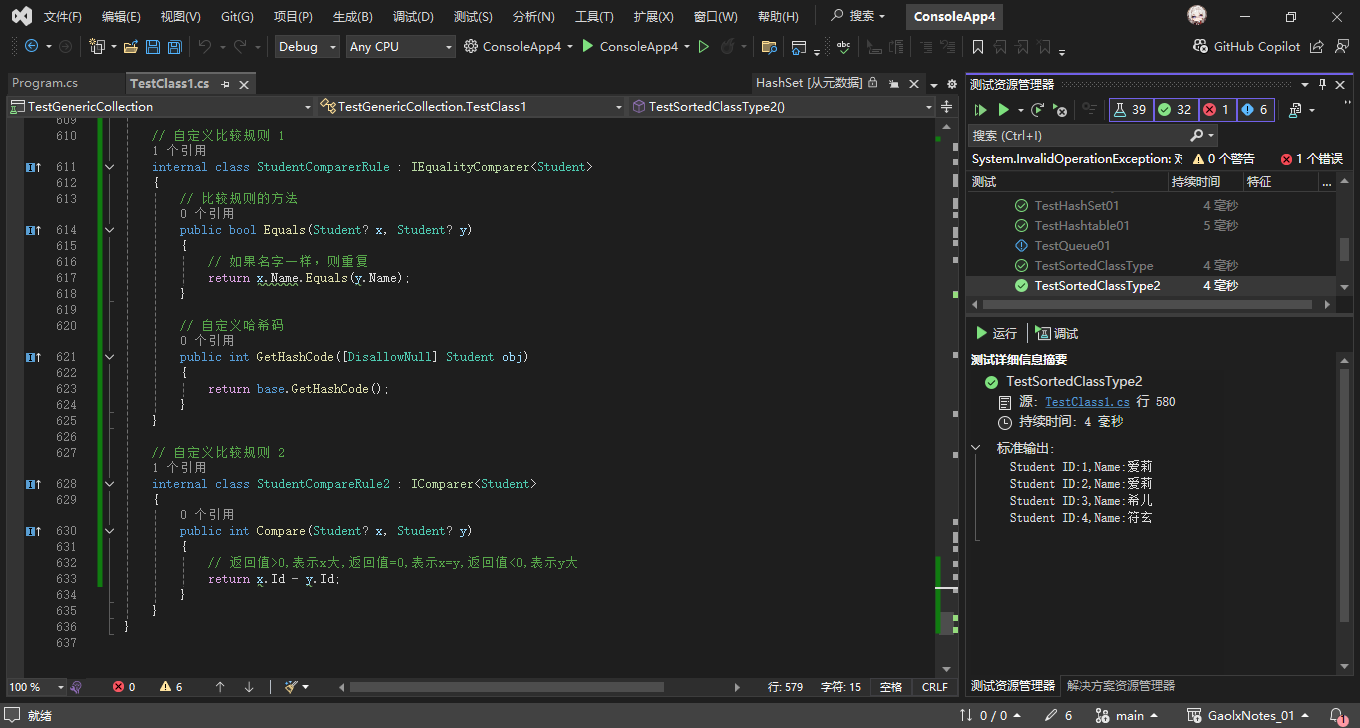 文件(F) 编辑(E) 视图(V) Git(G) 项目(P) 生成(B) 调试(D) 测试(S) 分析(N) 工具(T) 扩展(X) 窗口(W) 帮助(H) 搜索 ConsoleApp4
Debug Any CPU ConsoleApp4 ConsoleApp4 abc GitHub Copilot
Program.cs TestClass1.cs HashSet [从元数据]
TestGenericCollection TestGenericCollection.TestClass1 TestSortedClassType2()
609
610 // 自定义比较规则 1
1 个引用
611 internal class StudentComparerRule : IEqualityComparer<Student>
612 {
613 // 比较规则的方法
0 个引用
614 public bool Equals(Student? x, Student? y)
615 {
616 // 如果名字一样，则重复
617 return x.Name.Equals(y.Name);
618 }
619
620 // 自定义哈希码
0 个引用
621 public int GetHashCode([DisallowNull] Student obj)
622 {
623 return base.GetHashCode();
624 }
625 }
626
627 // 自定义比较规则 2
1 个引用
628 internal class StudentCompareRule2 : IComparer<Student>
629 {
0 个引用
630 public int Compare(Student? x, Student? y)
631 {
632 // 返回值>0,表示x大,返回值=0,表示x=y,返回值<0,表示y大
633 return x.Id - y.Id;
634 }
635 }
636 }
637
100 % 0 6 行: 579 字符: 15 空格 CRLF
测试资源管理器
39 32 1 6
搜索 (Ctrl+I)
System.InvalidOperationException: 0 个警告 1 个错误
测试 持续时间 特征 ...
TestHashSet01 4 毫秒
TestHashtable01 5 毫秒
TestQueue01
TestSortedClassType 4 毫秒
TestSortedClassType2 4 毫秒
运行 调试
测试详细信息摘要
TestSortedClassType2
源: TestClass1.cs 行 580
持续时间: 4 毫秒
标准输出:
Student ID:1,Name:爱莉
Student ID:2,Name:爱莉
Student ID:3,Name:希儿
Student ID:4,Name:符玄
测试资源管理器 解决方案资源管理器
就绪 0 / 0 6 main GaolxNotes_01 1